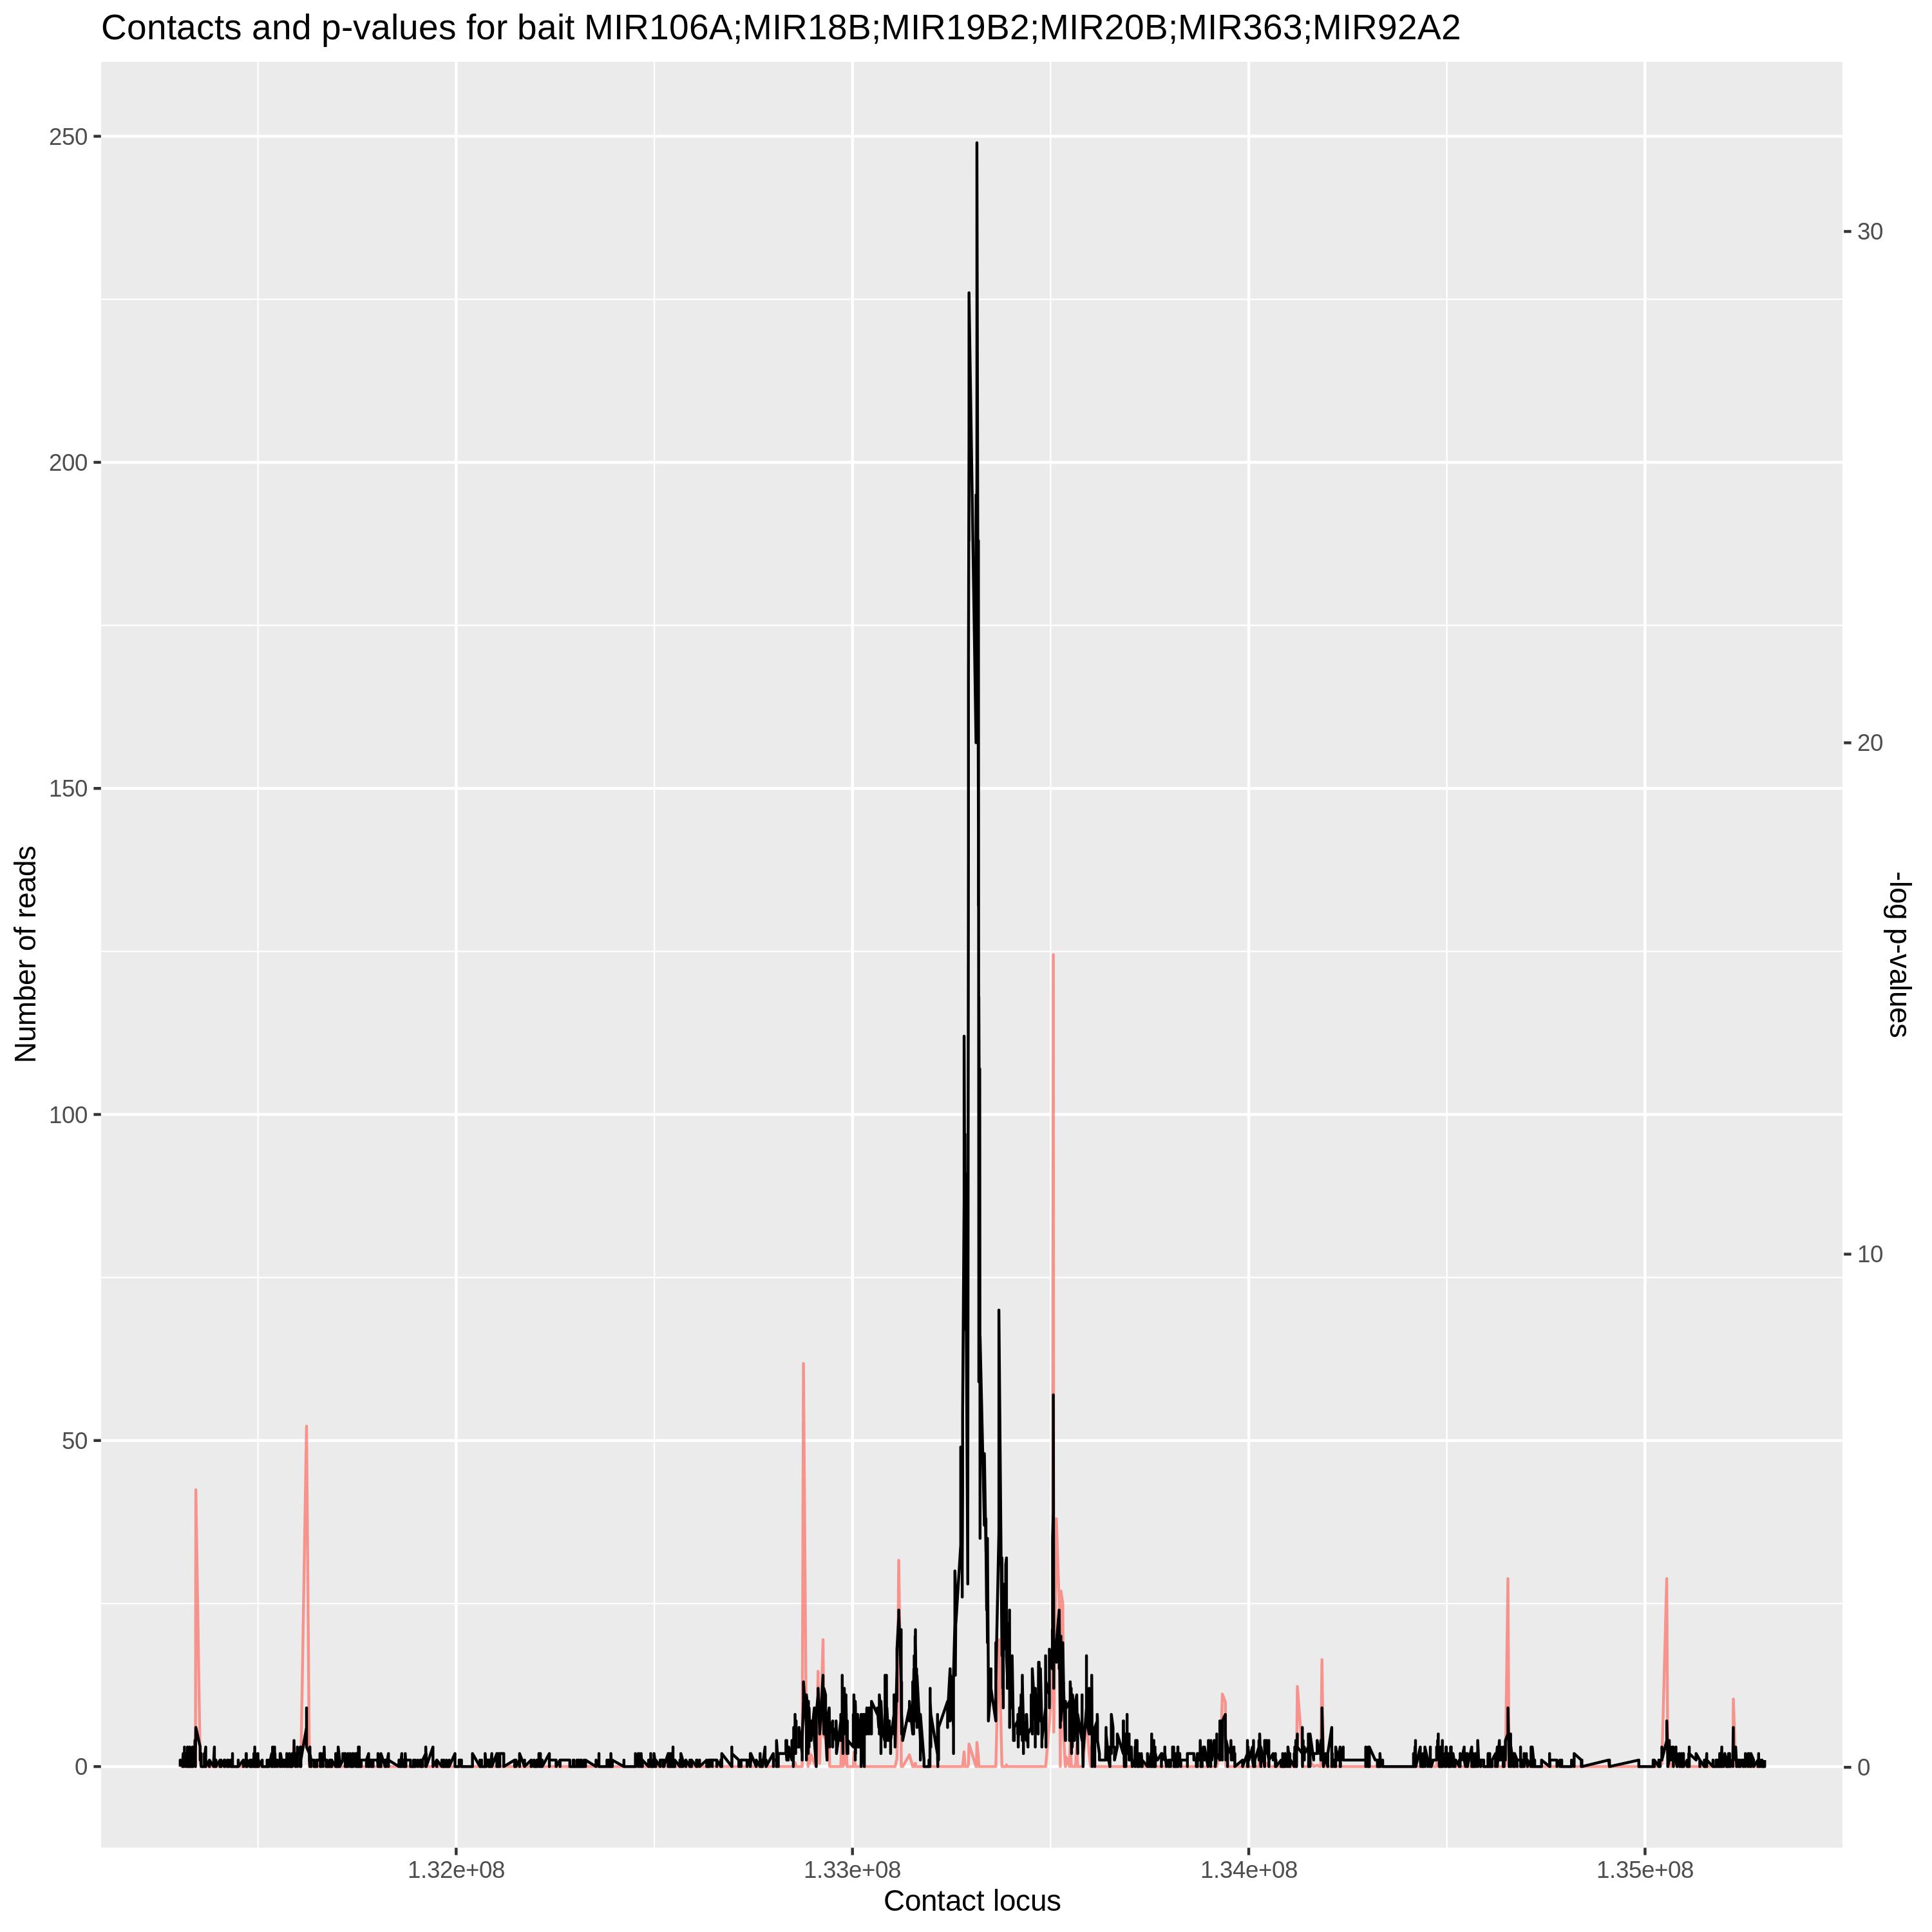 Contacts and p-values for bait MIR106A;MIR18B;MIR19B2;MIR20B;MIR363;MIR92A2
250
200
150
100
50
0
Number of reads
30
20
10
0
-log p-values
1.32e+08
1.33e+08
1.34e+08
1.35e+08
Contact locus